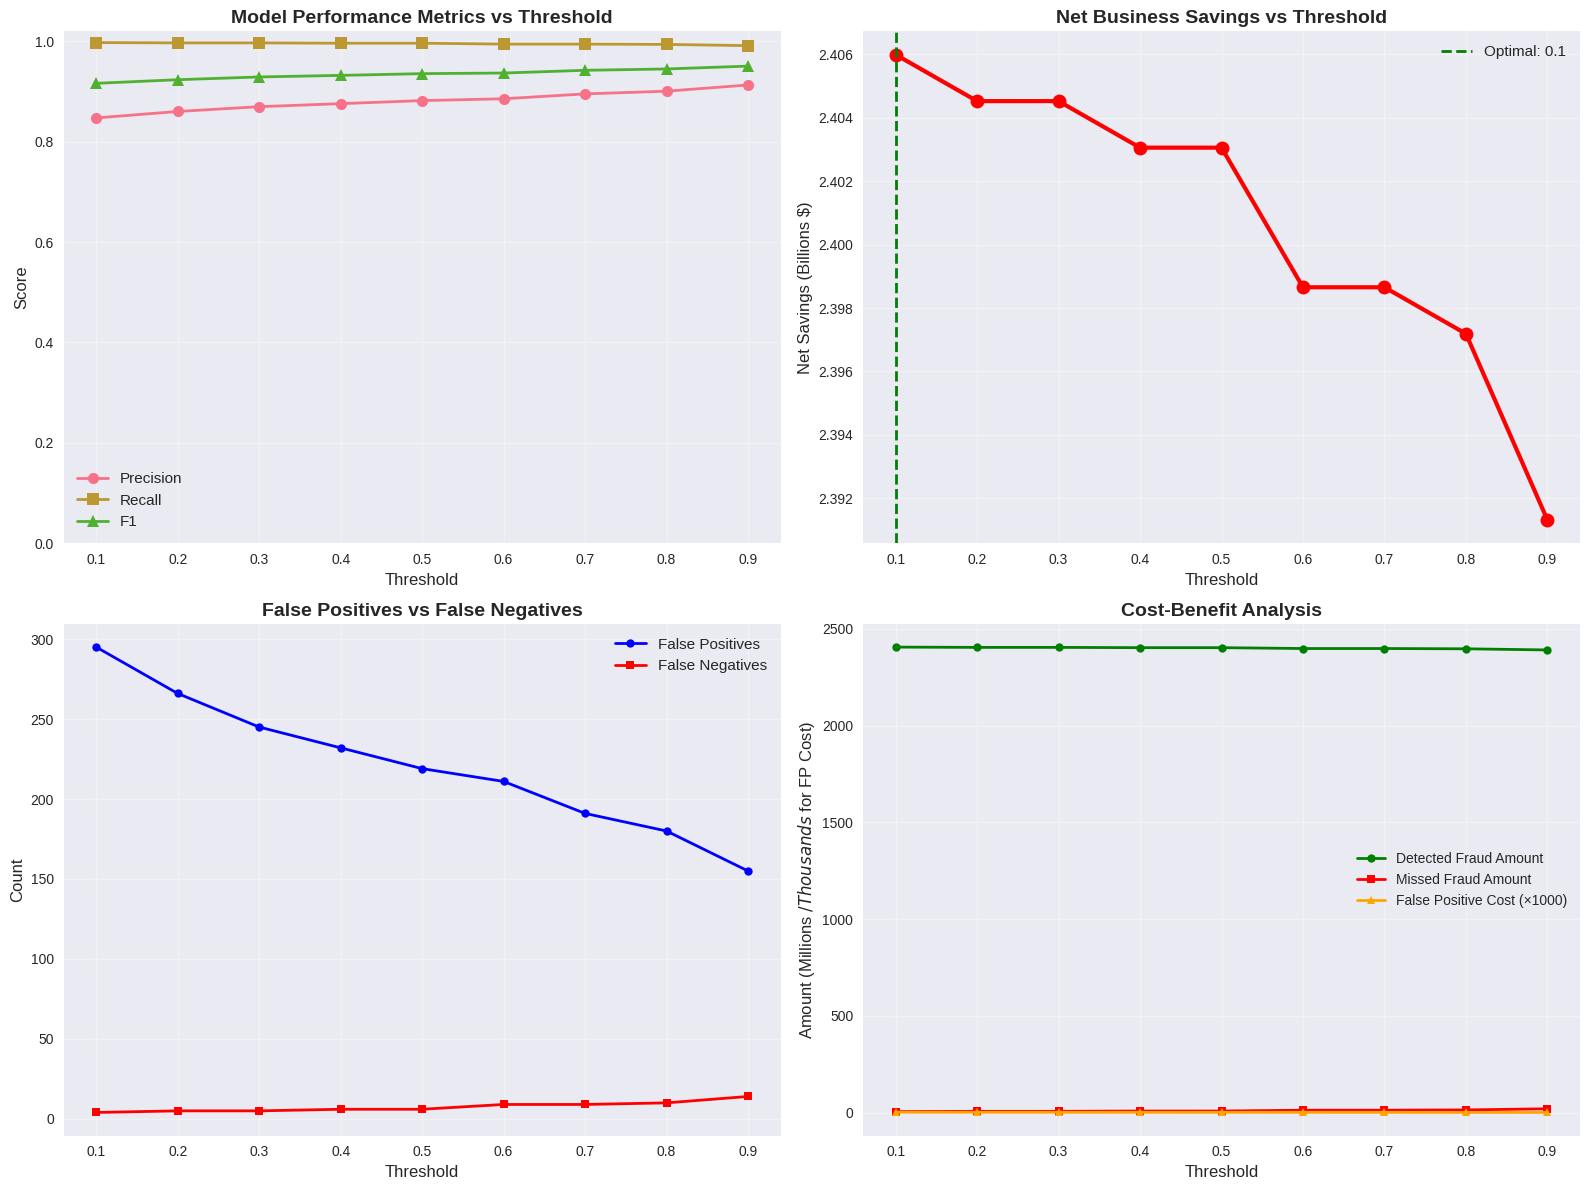 Model Performance Metrics vs Threshold
1.0
0.8
0.6
0.4
0.2
0.0
Score
Precision
Recall
F1
0.1 0.2 0.3 0.4 0.5 0.6 0.7 0.8 0.9
Threshold
Net Business Savings vs Threshold
2.406
2.404
2.402
2.400
2.398
2.396
2.394
2.392
Net Savings (Billions $)
Optimal: 0.1
0.1 0.2 0.3 0.4 0.5 0.6 0.7 0.8 0.9
Threshold
False Positives vs False Negatives
300
250
200
150
100
50
0
Count
False Positives
False Negatives
0.1 0.2 0.3 0.4 0.5 0.6 0.7 0.8 0.9
Threshold
Cost-Benefit Analysis
2500
2000
1500
1000
500
0
Amount (Millions /Thousands for FP Cost)
Detected Fraud Amount
Missed Fraud Amount
False Positive Cost (×1000)
0.1 0.2 0.3 0.4 0.5 0.6 0.7 0.8 0.9
Threshold